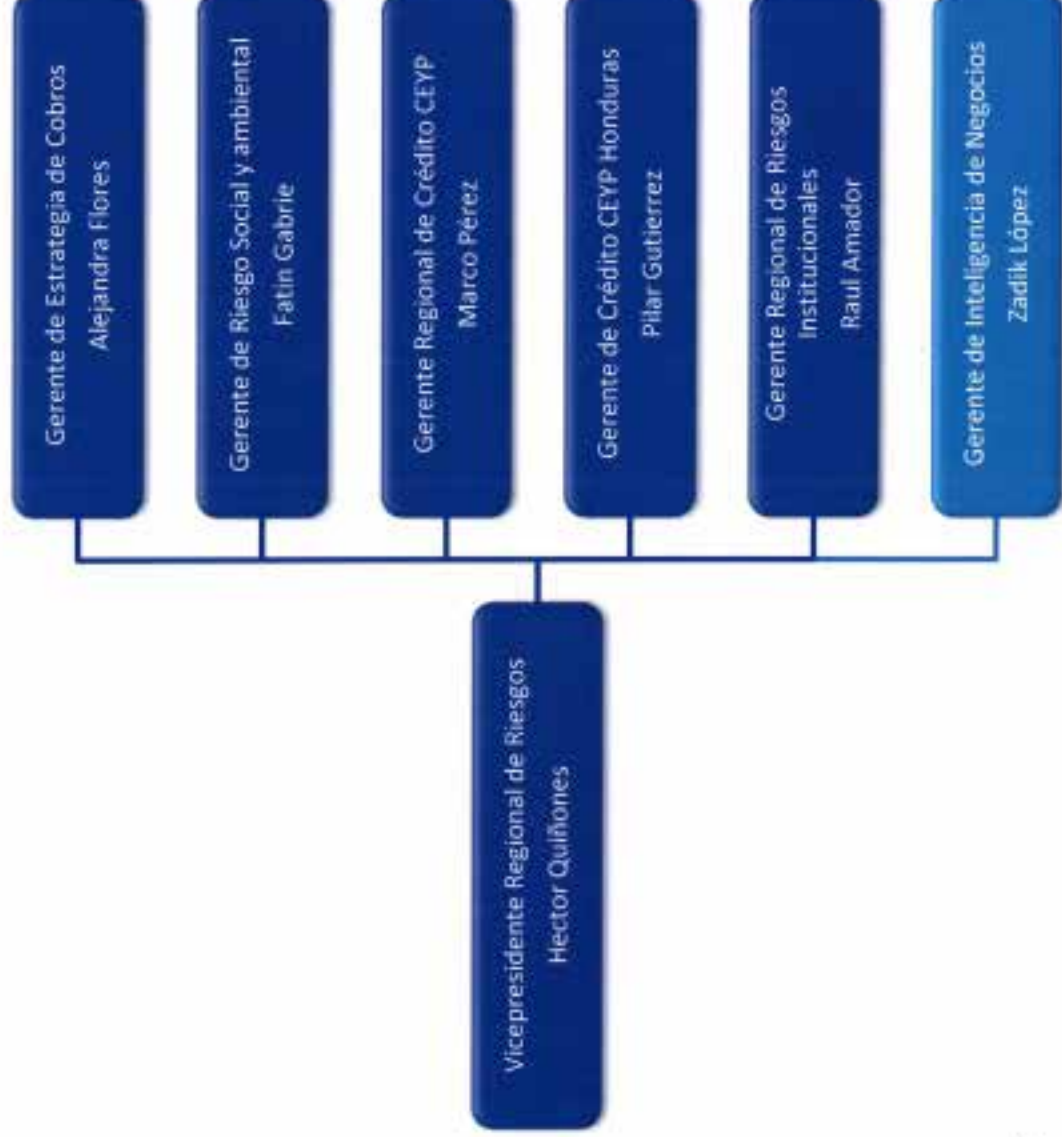 Vicepresidente Regional de Riesgos
Hector Quiñones
Gerente de Estrategia de Cobros
Alejandra Flores
Gerente de Riesgo Social y ambiental
Fatin Gabrie
Gerente Regional de Crédito CEYP
Marco Pérez
Gerente de Crédito CEYP Honduras
Pilar Gutierrez
Gerente Regional de Riesgos
Institucionales
Raul Amador
Gerente de Inteligencia de Negocios
Zadik López